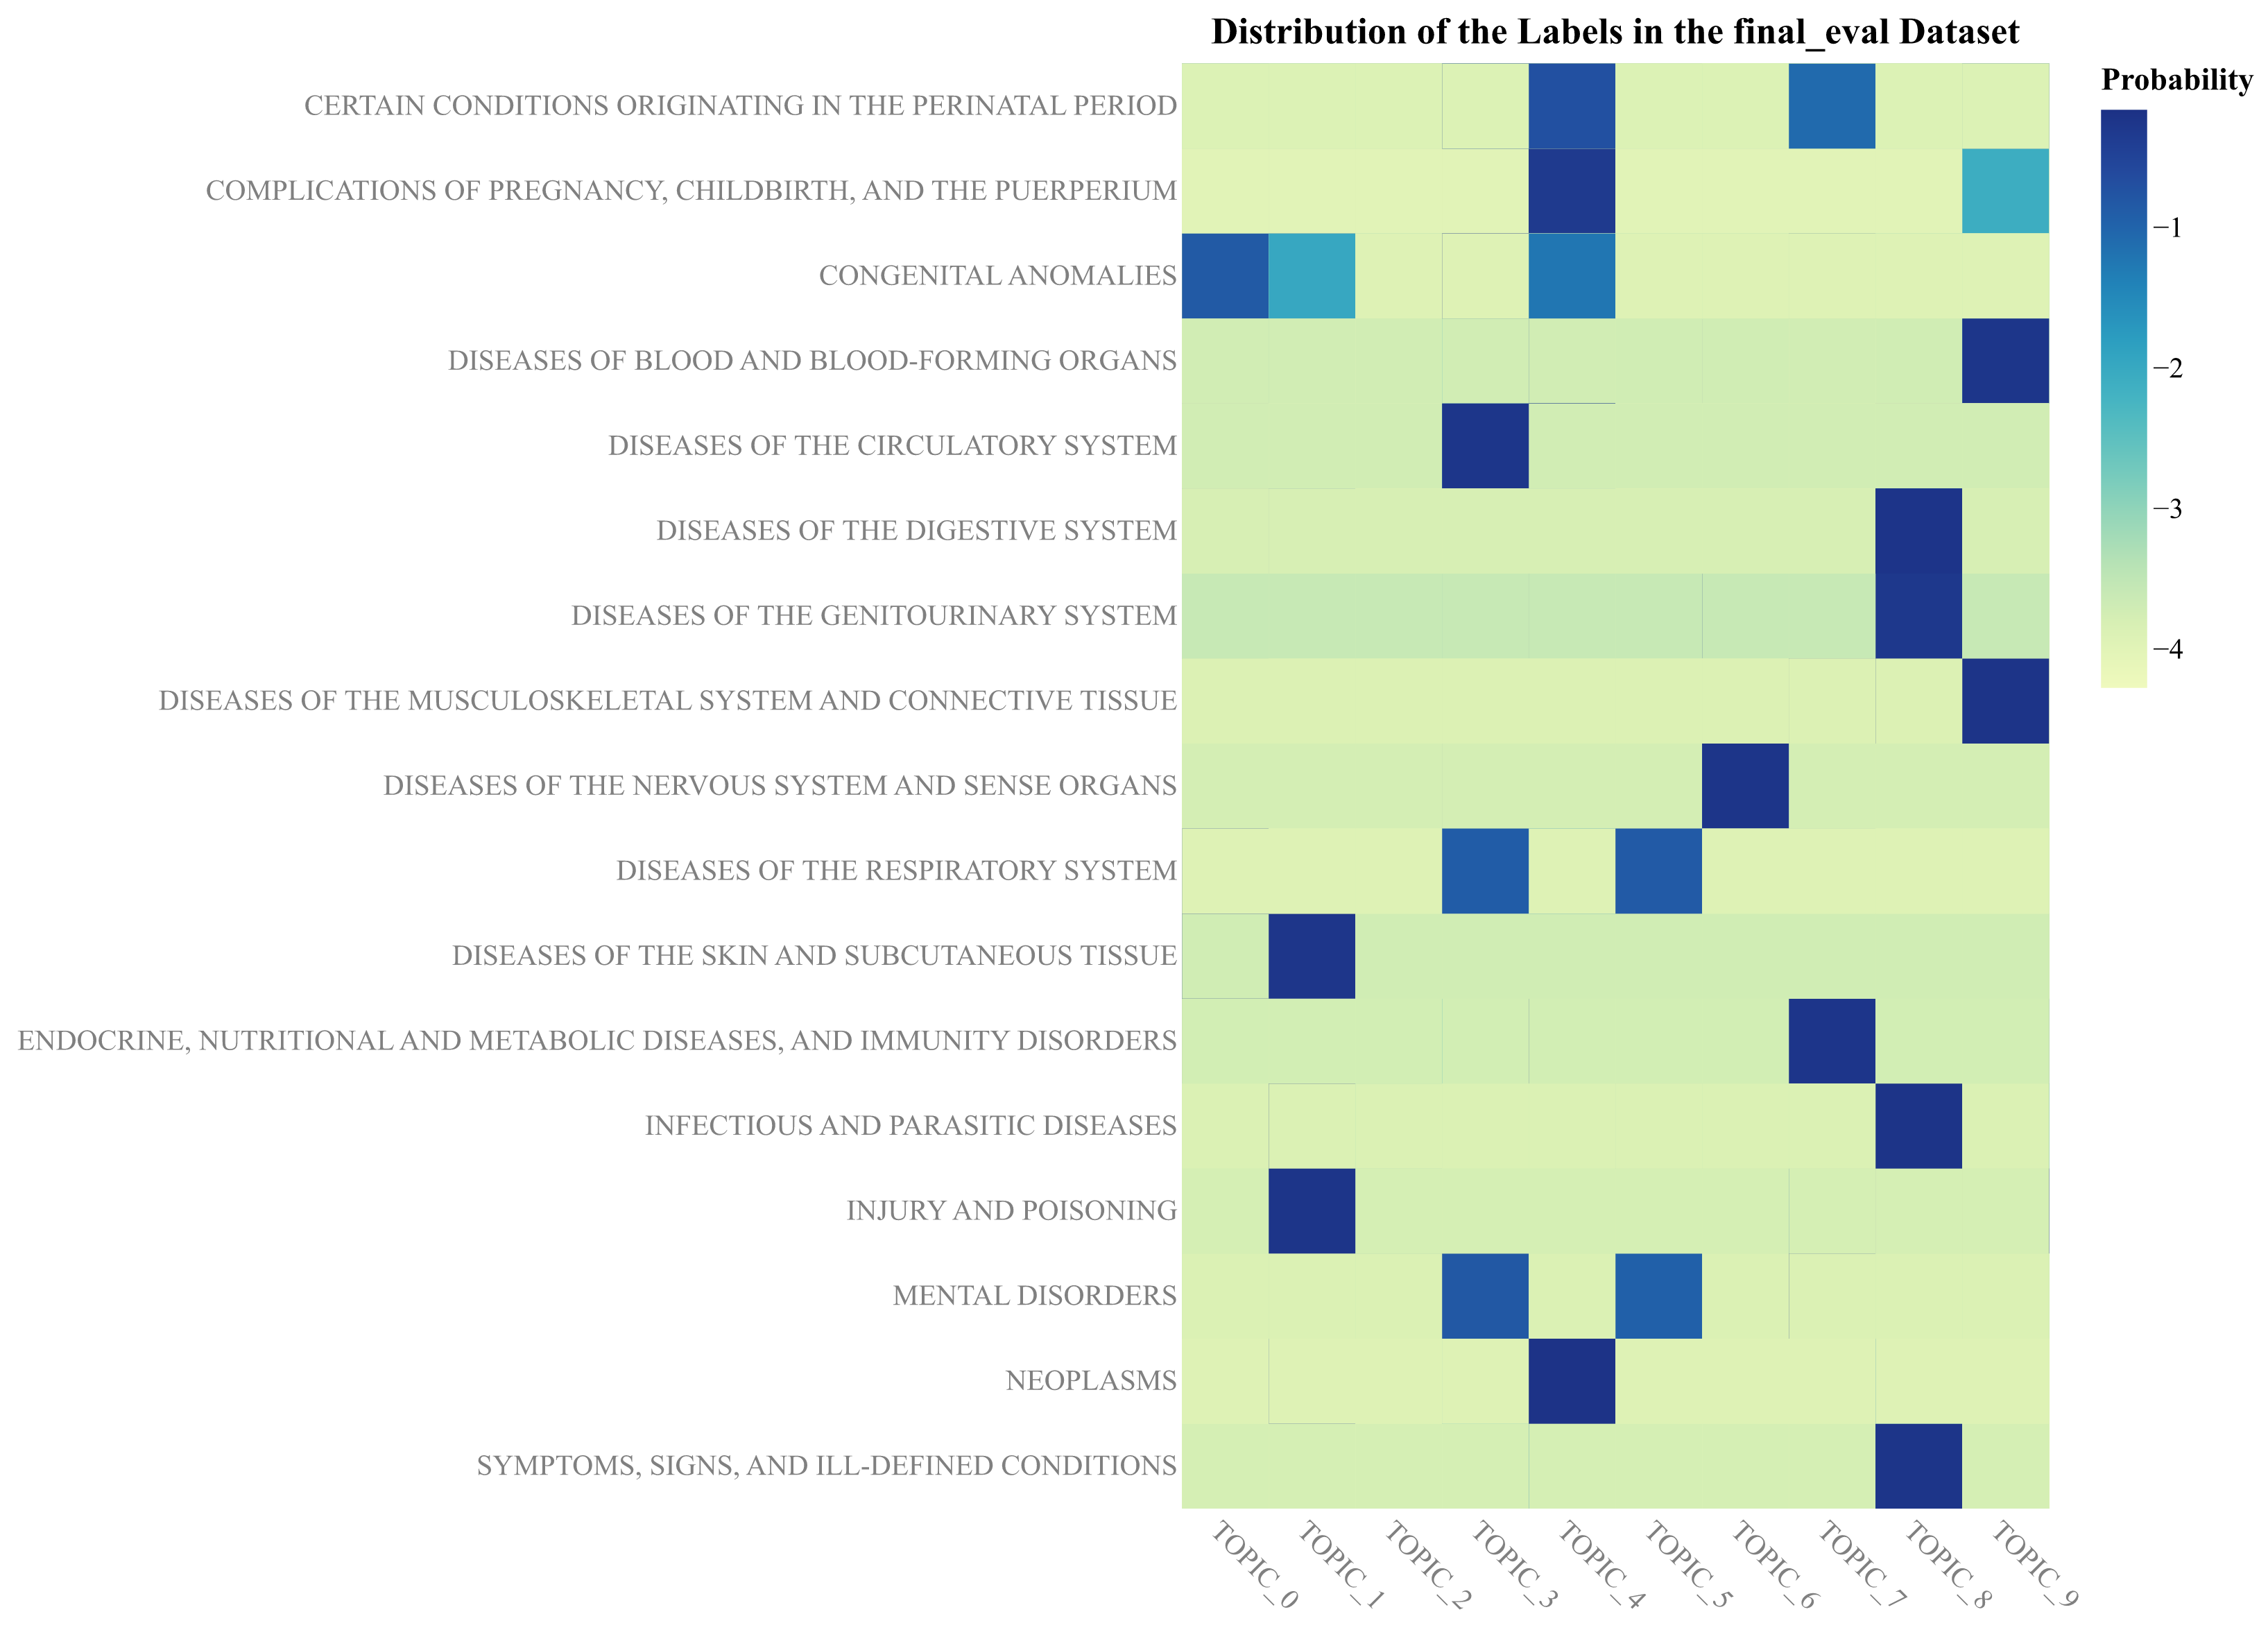 Distribution of the Labels in the final_eval Dataset
Probability
−1
−2
−3
−4
CERTAIN CONDITIONS ORIGINATING IN THE PERINATAL PERIOD
COMPLICATIONS OF PREGNANCY, CHILDBIRTH, AND THE PUERPERIUM
CONGENITAL ANOMALIES
DISEASES OF BLOOD AND BLOOD-FORMING ORGANS
DISEASES OF THE CIRCULATORY SYSTEM
DISEASES OF THE DIGESTIVE SYSTEM
DISEASES OF THE GENITOURINARY SYSTEM
DISEASES OF THE MUSCULOSKELETAL SYSTEM AND CONNECTIVE TISSUE
DISEASES OF THE NERVOUS SYSTEM AND SENSE ORGANS
DISEASES OF THE RESPIRATORY SYSTEM
DISEASES OF THE SKIN AND SUBCUTANEOUS TISSUE
ENDOCRINE, NUTRITIONAL AND METABOLIC DISEASES, AND IMMUNITY DISORDERS
INFECTIOUS AND PARASITIC DISEASES
INJURY AND POISONING
MENTAL DISORDERS
NEOPLASMS
SYMPTOMS, SIGNS, AND ILL-DEFINED CONDITIONS
TOPIC_0
TOPIC_1
TOPIC_2
TOPIC_3
TOPIC_4
TOPIC_5
TOPIC_6
TOPIC_7
TOPIC_8
TOPIC_9